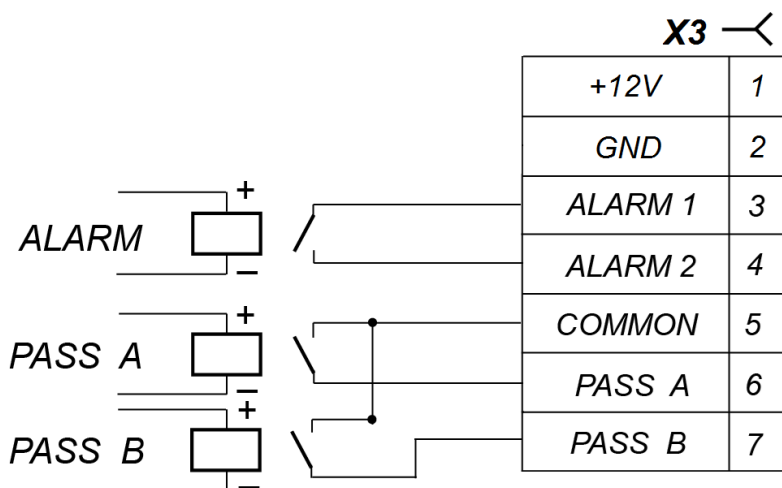 X3
+12V 1
GND 2
+
ALARM 1 3
ALARM
ALARM 2 4
–
+
COMMON 5
PASS A
PASS A 6
–
+
PASS B
PASS B 7
–